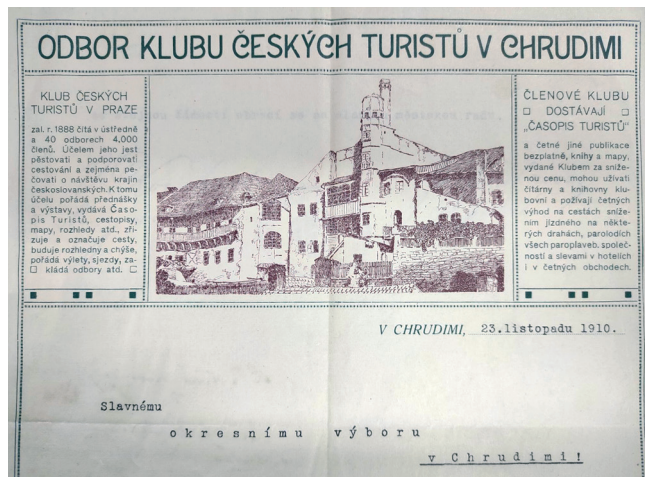 ODBOR KLUBU ČESKÝCH TURISTŮ V CHRUDIMI
KLUB ČESKÝCH
TURISTŮ V PRAZE
zal. r. 1888 čítá v ústředně
a 40 odborech 4,000
členů. Účelem jeho jest
pěstovati a podporovati
cestování a zejména pe-
čovati o návštěvu krajin
československých. K tomu
účelu pořádá přednášky
a výstavy, vydává Časo-
pis Turistů, cestopisy,
mapy, rozhledy atd., zři-
zuje a označuje cesty,
buduje rozhledny a chýše,
pořádá výlety, sjezdy, za-
kládá odbory atd.
ČLENOVÉ KLUBU
DOSTÁVAJÍ
„ČASOPIS TURISTŮ"
a četné jiné publikace
bezplatně, knihy a mapy,
vydané Klubem za sníže-
nou cenu, mohou užívati
čítárny a knihovny klu-
bovní a požívají četných
výhod na cestách sníže-
ním jízdného na někte-
rých drahách, parolodích
všech paroplaveb. společ-
ností a slevami v hotelích
i v četných obchodech.
V CHRUDIMI, 23.listopadu 1910.
Slavnému
okresnímu výboru
v Chrudimi!